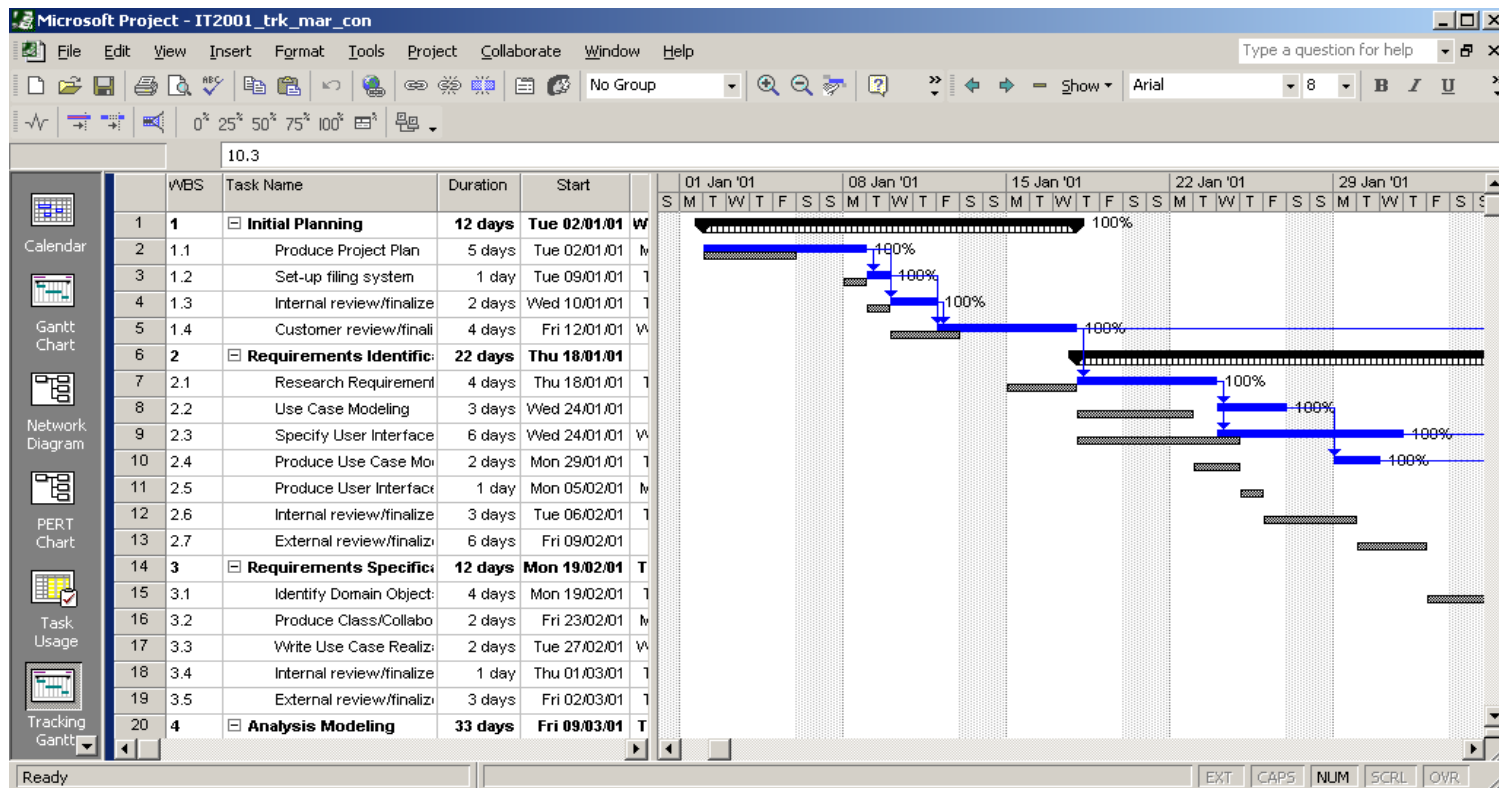 Microsoft Project - IT2001_trk_mar_con
File Edit View Insert Format Tools Project Collaborate Window Help Type a question for help
ABC No Group ? » Show Arial 8 B I U
0% 25% 50% 75% 100%
10.3
WBS Task Name Duration Start 01 Jan '01 08 Jan '01 15 Jan '01 22 Jan '01 29 Jan '01
S M T W T F S S M T W T F S S M T W T F S S M T W T F S S M T W T F S S
1 1 Initial Planning 12 days Tue 02/01/01 W 100%
2 1.1 Produce Project Plan 5 days Tue 02/01/01 M 100%
3 1.2 Set-up filing system 1 day Tue 09/01/01 T 100%
4 1.3 Internal review/finalize 2 days Wed 10/01/01 T 100%
5 1.4 Customer review/finali 4 days Fri 12/01/01 W 100%
6 2 Requirements Identific 22 days Thu 18/01/01
7 2.1 Research Requirement 4 days Thu 18/01/01 T 100%
8 2.2 Use Case Modeling 3 days Wed 24/01/01 100%
9 2.3 Specify User Interface 6 days Wed 24/01/01 W 100%
10 2.4 Produce Use Case Mo 2 days Mon 29/01/01 T 100%
11 2.5 Produce User Interface 1 day Mon 05/02/01 M
12 2.6 Internal review/finalize 3 days Tue 06/02/01 T
13 2.7 External review/finaliz 6 days Fri 09/02/01
14 3 Requirements Specific 12 days Mon 19/02/01 T
15 3.1 Identify Domain Object 4 days Mon 19/02/01 T
16 3.2 Produce Class/Collabo 2 days Fri 23/02/01 M
17 3.3 Write Use Case Realiz 2 days Tue 27/02/01 W
18 3.4 Internal review/finalize 1 day Thu 01/03/01 T
19 3.5 External review/finaliz 3 days Fri 02/03/01 T
20 4 Analysis Modeling 33 days Fri 09/03/01 T
Calendar
Gantt
Chart
Network
Diagram
PERT
Chart
Task
Usage
Tracking
Gantt
Ready EXT CAPS NUM SCRL OVR